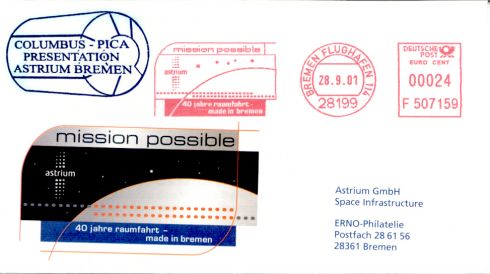 COLUMBUS - PICA
PRESENTATION
ASTRIUM BREMEN
mission possible
astrium
40 jahre raumfahrt -
made in bremen
BREMEN FLUGHAFEN 114
28.9.01
28199
DEUTSCHE
POST
EURO CENT
00024
F 507159
mission possible
astrium
40 jahre raumfahrt –
made in bremen
Astrium GmbH
Space Infrastructure
ERNO-Philatelie
Postfach 28 61 56
28361 Bremen